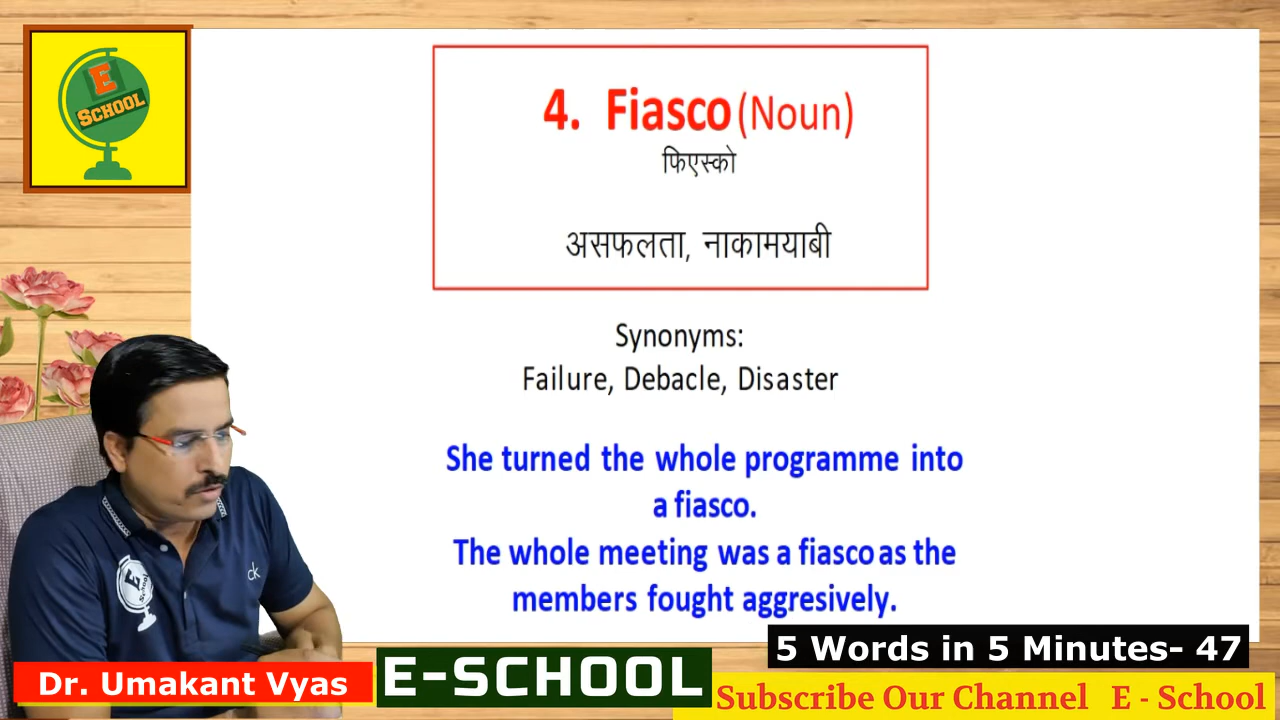 E
SCHOOL
4. Fiasco (Noun)
फिएस्को
असफलता, नाकामयाबी
Synonyms:
Failure, Debacle, Disaster
She turned the whole programme into
a fiasco.
The whole meeting was a fiasco as the
members fought aggresively.
E
School
ck
5 Words in 5 Minutes- 47
Dr. Umakant Vyas
E-SCHOOL
Subscribe Our Channel E - School